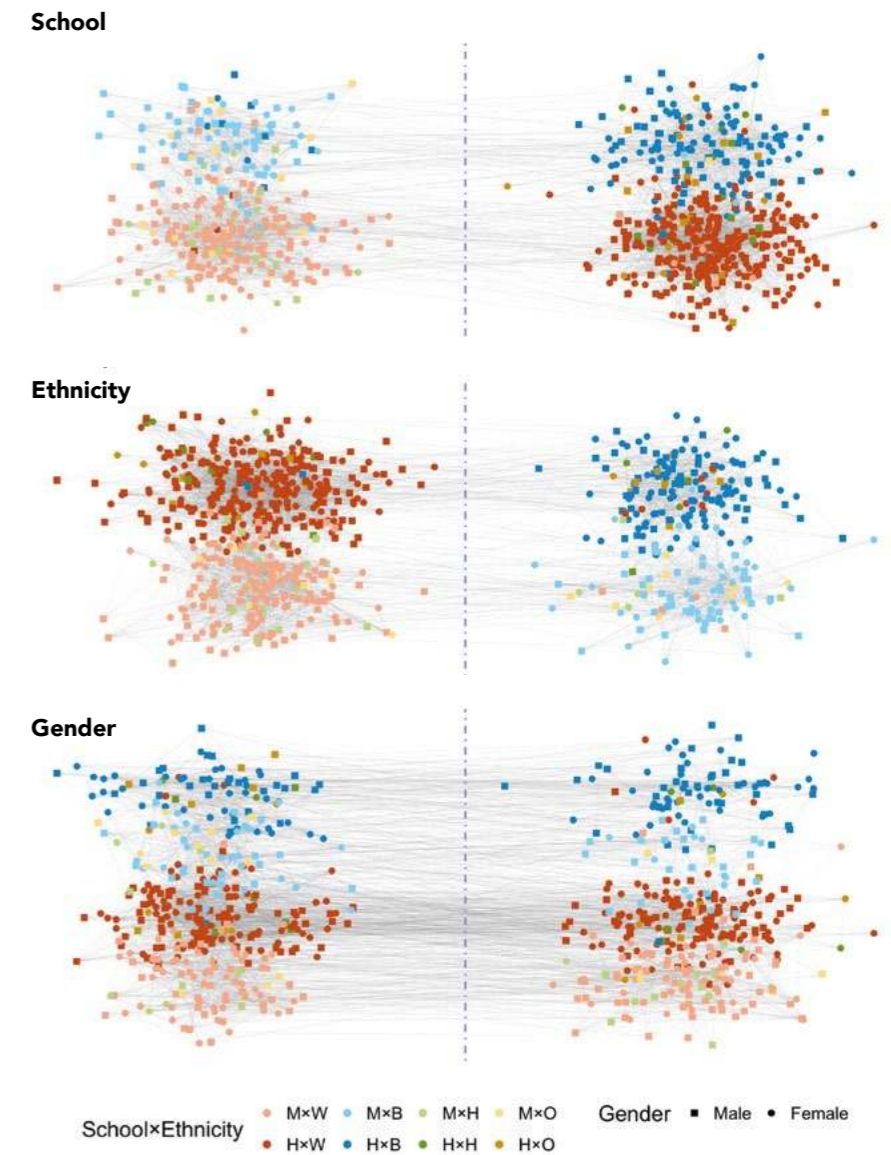 School
Ethnicity
Gender
School×Ethnicity
M×W M×B M×H M×O
H×W H×B H×H H×O
Gender Male Female